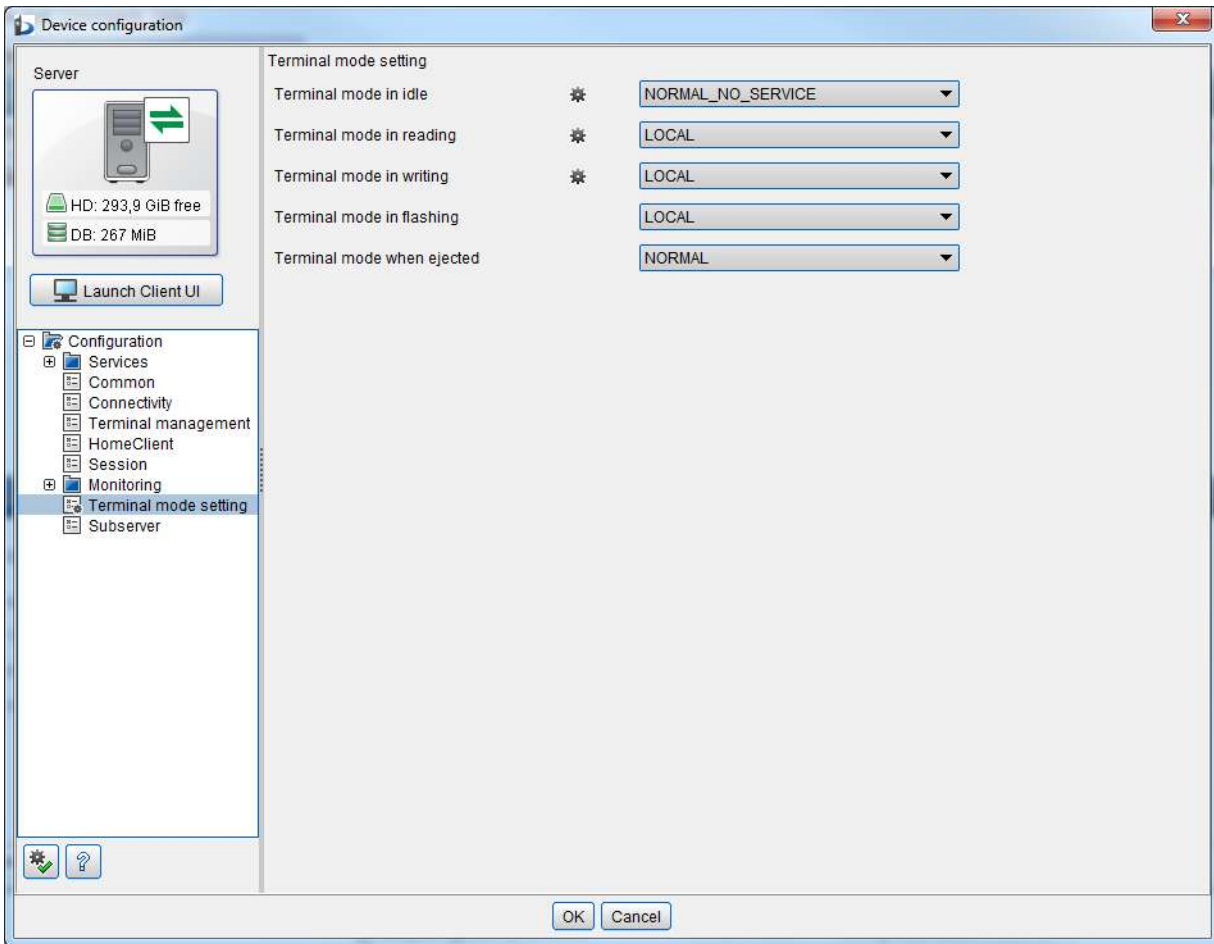 Device configuration
Server
HD: 293,9 GiB free
DB: 267 MiB
Launch Client UI
Configuration
Services
Common
Connectivity
Terminal management
HomeClient
Session
Monitoring
Terminal mode setting
Subserver
Terminal mode setting
Terminal mode in idle NORMAL_NO_SERVICE
Terminal mode in reading LOCAL
Terminal mode in writing LOCAL
Terminal mode in flashing LOCAL
Terminal mode when ejected NORMAL
OK Cancel